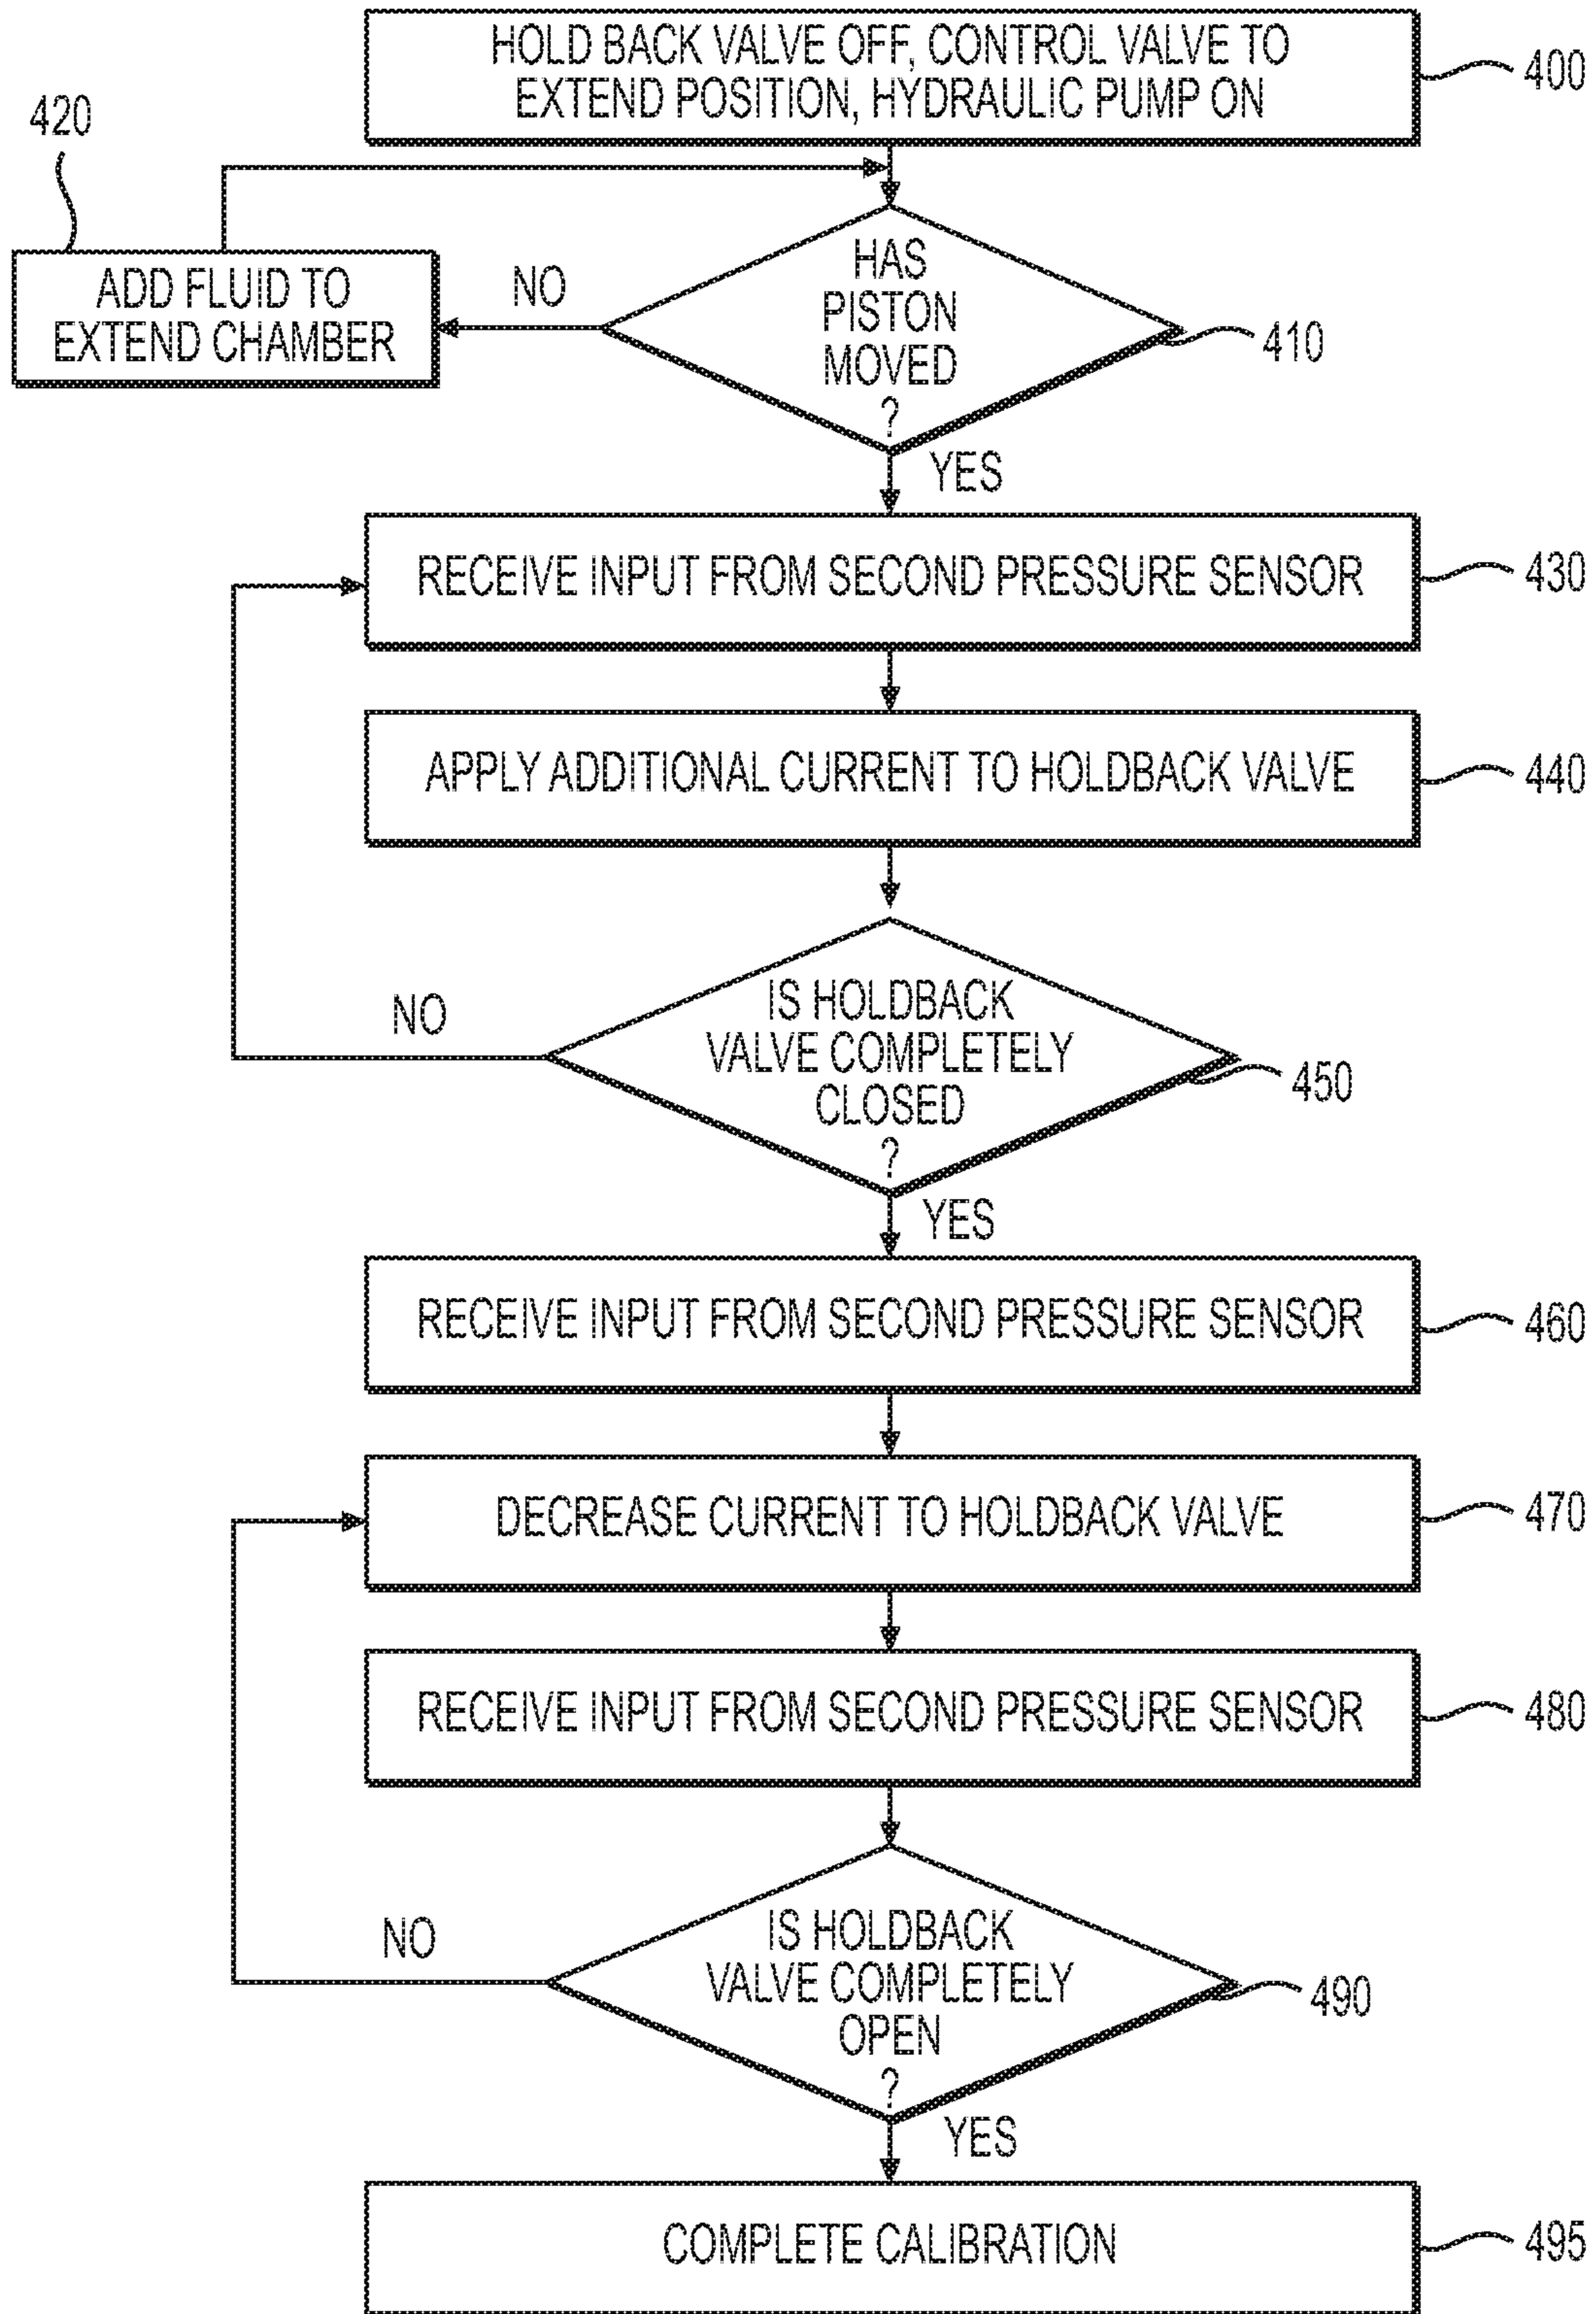 HOLD BACK VALVE OFF, CONTROL VALVE TO
EXTEND POSITION, HYDRAULIC PUMP ON
400
420
ADD FLUID TO
EXTEND CHAMBER
NO
HAS
PISTON
MOVED
?
410
YES
RECEIVE INPUT FROM SECOND PRESSURE SENSOR
430
APPLY ADDITIONAL CURRENT TO HOLDBACK VALVE
440
NO
IS HOLDBACK
VALVE COMPLETELY
CLOSED
?
450
YES
RECEIVE INPUT FROM SECOND PRESSURE SENSOR
460
DECREASE CURRENT TO HOLDBACK VALVE
470
RECEIVE INPUT FROM SECOND PRESSURE SENSOR
480
NO
IS HOLDBACK
VALVE COMPLETELY
OPEN
?
490
YES
COMPLETE CALIBRATION
495